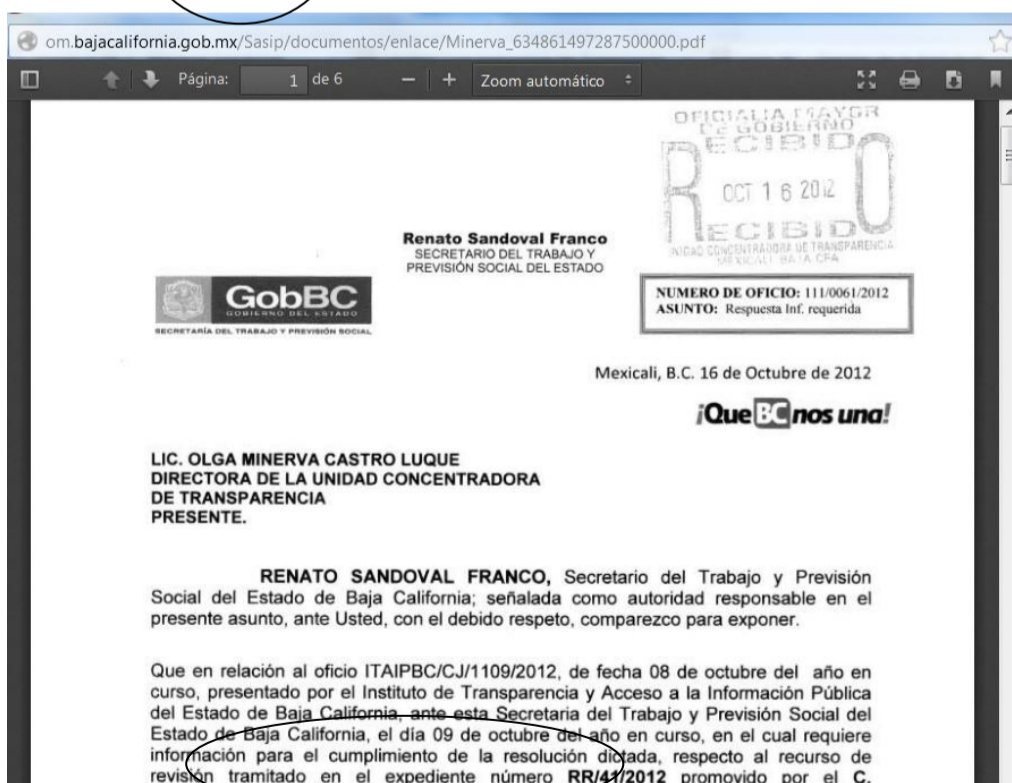 om.bajacalifornia.gob.mx/Sasip/documentos/enlace/Minerva_634861497287500000.pdf
Página: 1 de 6 − + Zoom automático
OFICIALIA MAYOR
DE GOBIERNO
RECIBIDO
OCT 16 2012
RECIBIDO
UNIDAD CONCENTRADORA DE TRANSPARENCIA
MEXICALI BAJA CFA.
Renato Sandoval Franco
SECRETARIO DEL TRABAJO Y
PREVISIÓN SOCIAL DEL ESTADO
GobBC
GOBIERNO DEL ESTADO
SECRETARÍA DEL TRABAJO Y PREVISIÓN SOCIAL
NUMERO DE OFICIO: 111/0061/2012
ASUNTO: Respuesta Inf. requerida
Mexicali, B.C. 16 de Octubre de 2012
¡Que BC nos una!
LIC. OLGA MINERVA CASTRO LUQUE
DIRECTORA DE LA UNIDAD CONCENTRADORA
DE TRANSPARENCIA
PRESENTE.
RENATO SANDOVAL FRANCO, Secretario del Trabajo y Previsión
Social del Estado de Baja California; señalada como autoridad responsable en el
presente asunto, ante Usted, con el debido respeto, comparezco para exponer.
Que en relación al oficio ITAIPBC/CJ/1109/2012, de fecha 08 de octubre del año en
curso, presentado por el Instituto de Transparencia y Acceso a la Información Pública
del Estado de Baja California, ante esta Secretaria del Trabajo y Previsión Social del
Estado de Baja California, el día 09 de octubre del año en curso, en el cual requiere
información para el cumplimiento de la resolución dictada, respecto al recurso de
revisión tramitado en el expediente número RR/41/2012 promovido por el C.